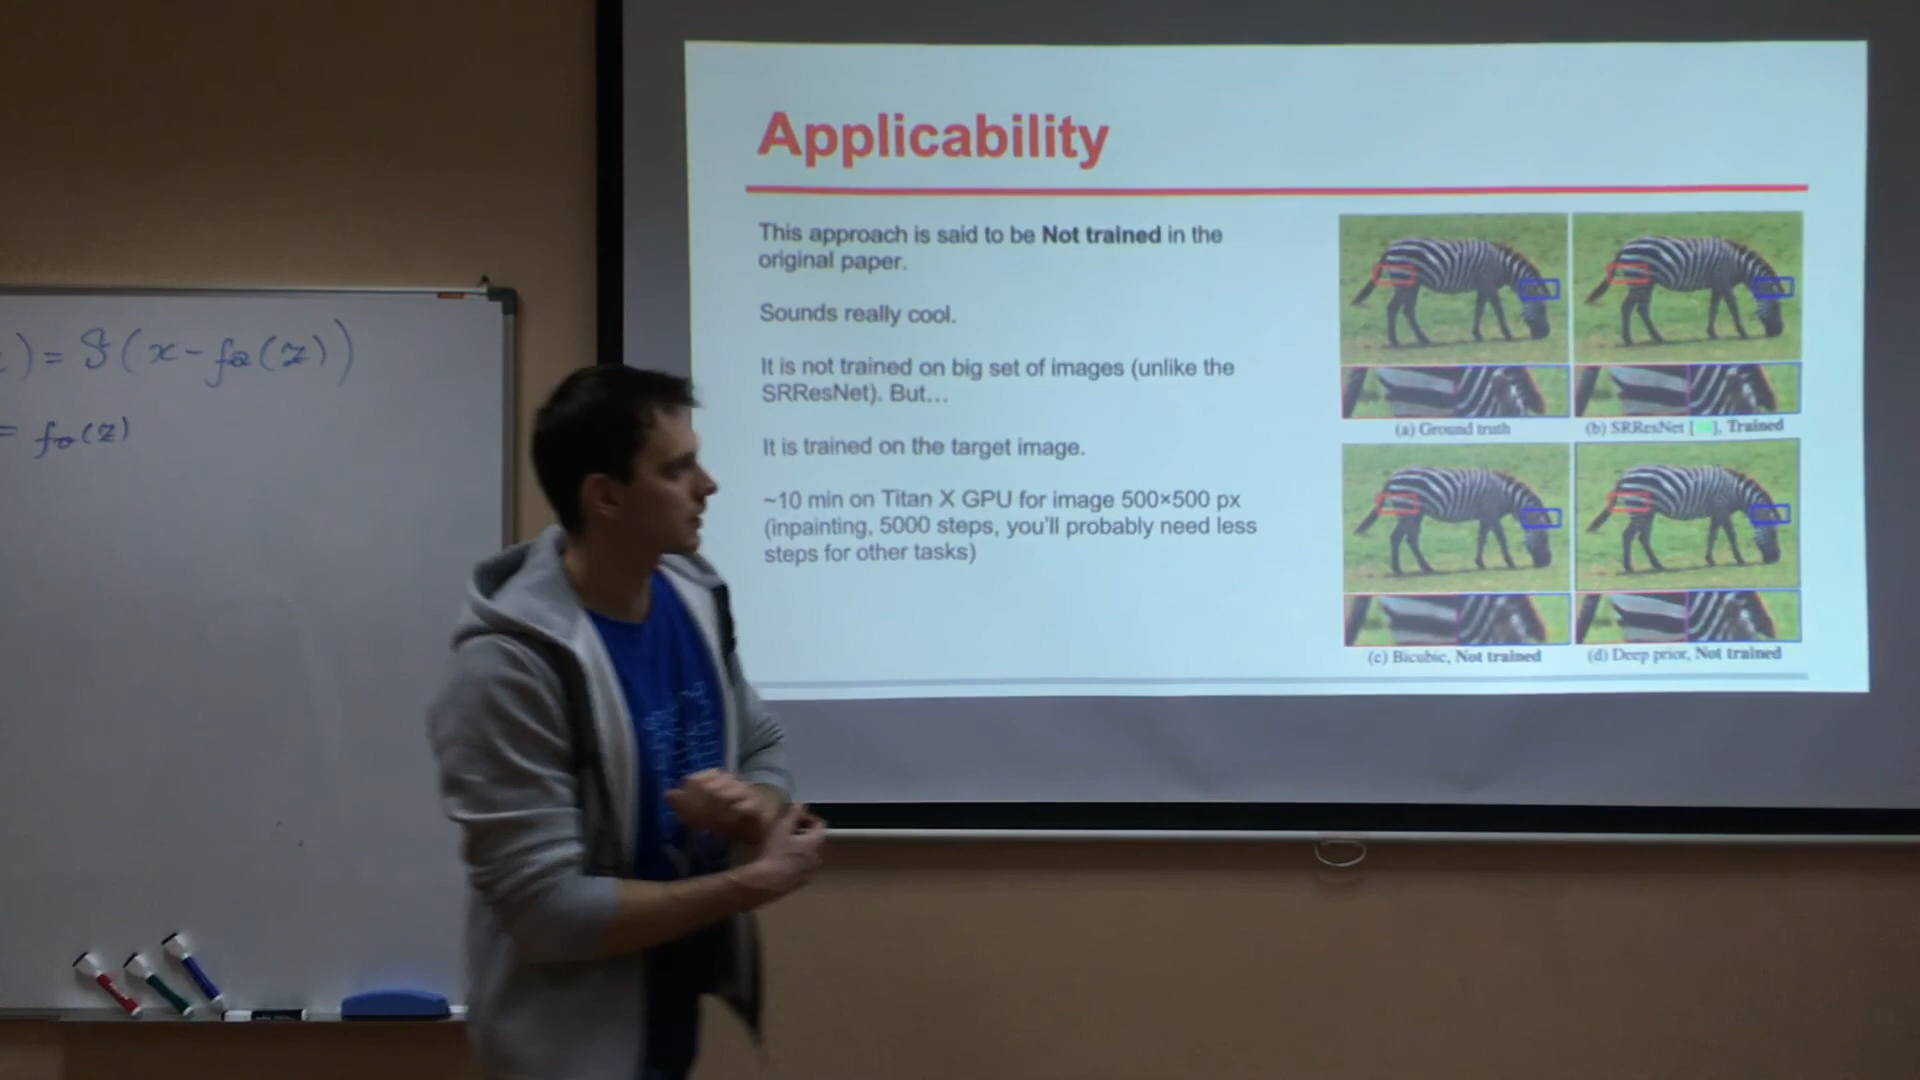 Applicability
This approach is said to be Not trained in the
original paper.
Sounds really cool.
It is not trained on big set of images (unlike the
SRResNet). But...
It is trained on the target image.
~10 min on Titan X GPU for image 500×500 px
(inpainting, 5000 steps, you'll probably need less
steps for other tasks)
(a) Ground truth
(b) SRResNet [ ], Trained
(c) Bicubic, Not trained
(d) Deep prior, Not trained
) = (x - fθ(z))
= fθ(z)